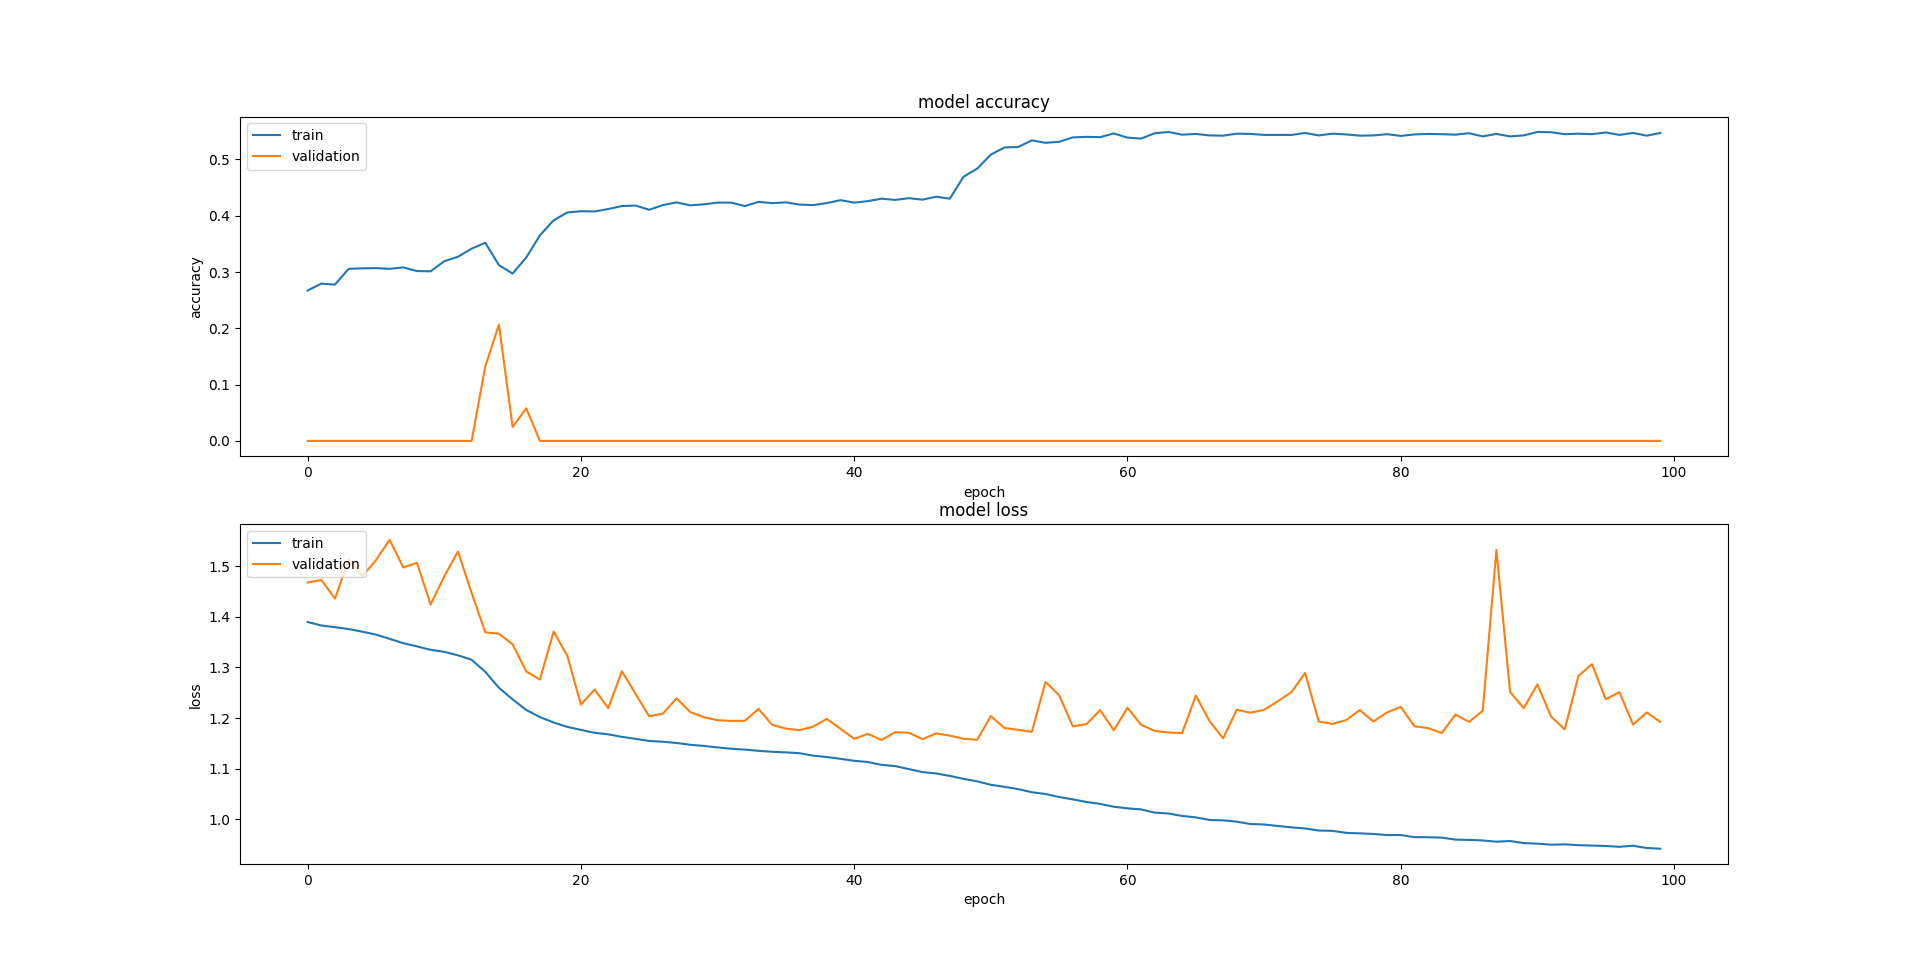 model accuracy
train
validation
0.5
0.4
0.3
0.2
0.1
0.0
accuracy
0 20 40 60 80 100
epoch
model loss
train
validation
1.5
1.4
1.3
1.2
1.1
1.0
loss
0 20 40 60 80 100
epoch